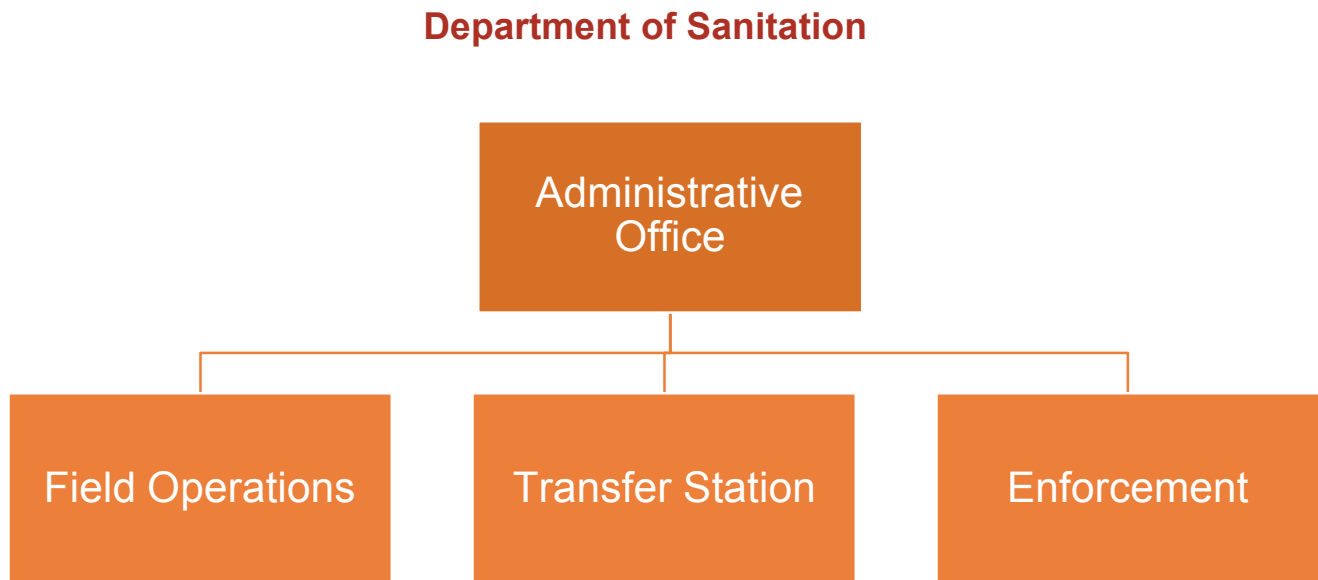 Department of Sanitation
Administrative
Office
Field Operations
Transfer Station
Enforcement